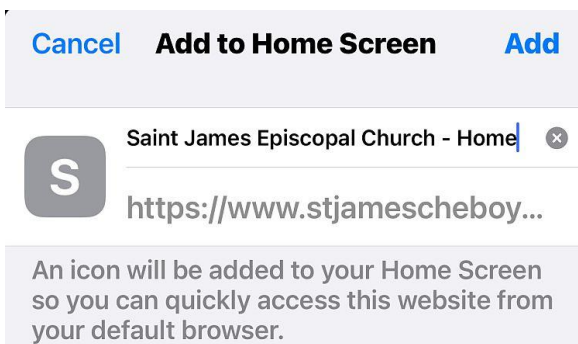 Cancel Add to Home Screen Add
Saint James Episcopal Church - Home
S
https://www.stjamescheboy...
An icon will be added to your Home Screen
so you can quickly access this website from
your default browser.